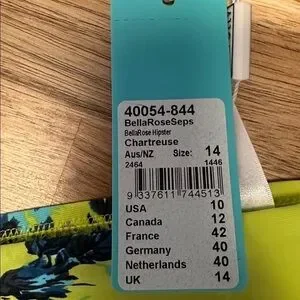 40054-844
BellaRoseSeps
BellaRose Hipster
Chartreuse
Aus/NZ Size: 14
2464 1446
9 337611 744513
USA 10
Canada 12
France 42
Germany 40
Netherlands 40
UK 14